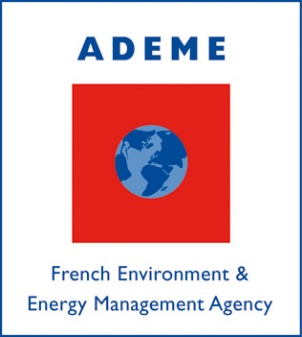 ADEME
French Environment &
Energy Management Agency